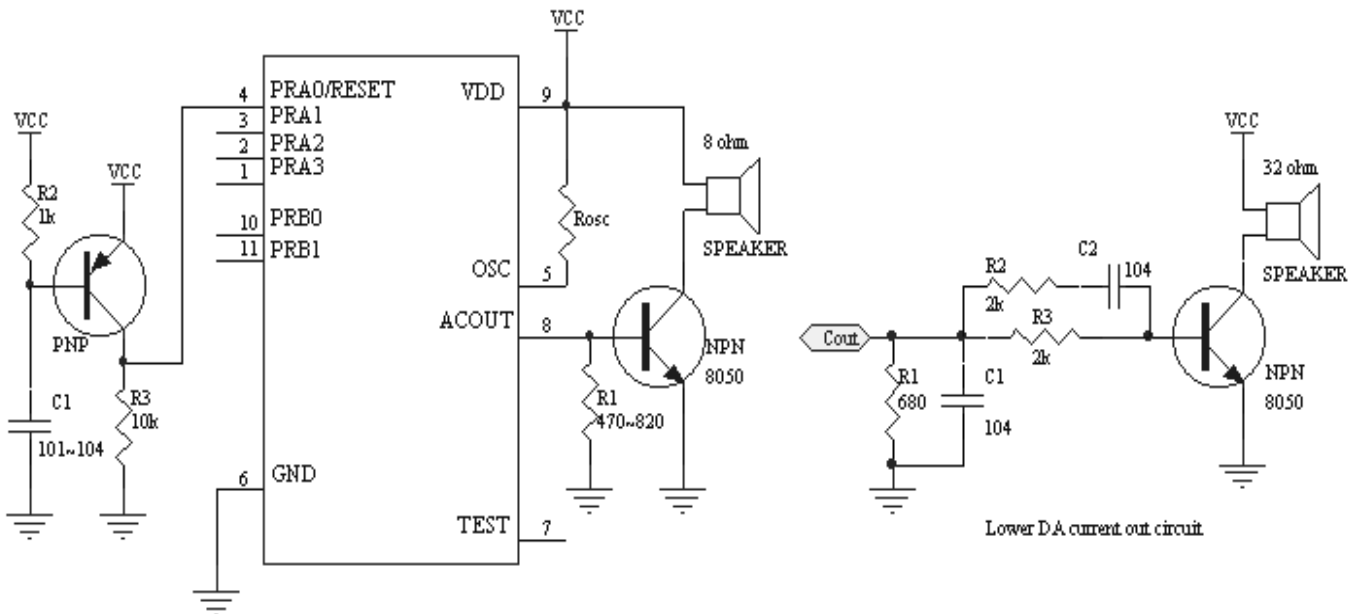 VCC
R2
1k
PNP
C1
101~104
VCC
R3
10k
4
PRA0/RESET
3
PRA1
2
PRA2
1
PRA3
10
PRB0
11
PRB1
6
GND
VDD
9
OSC
5
ACOUT
8
TEST
7
VCC
Rosc
8 ohm
SPEAKER
NPN
8050
R1
470~820
Cout
R1
680
C1
104
R2
2k
C2
104
R3
2k
VCC
32 ohm
SPEAKER
NPN
8050
Lower DA current out circuit